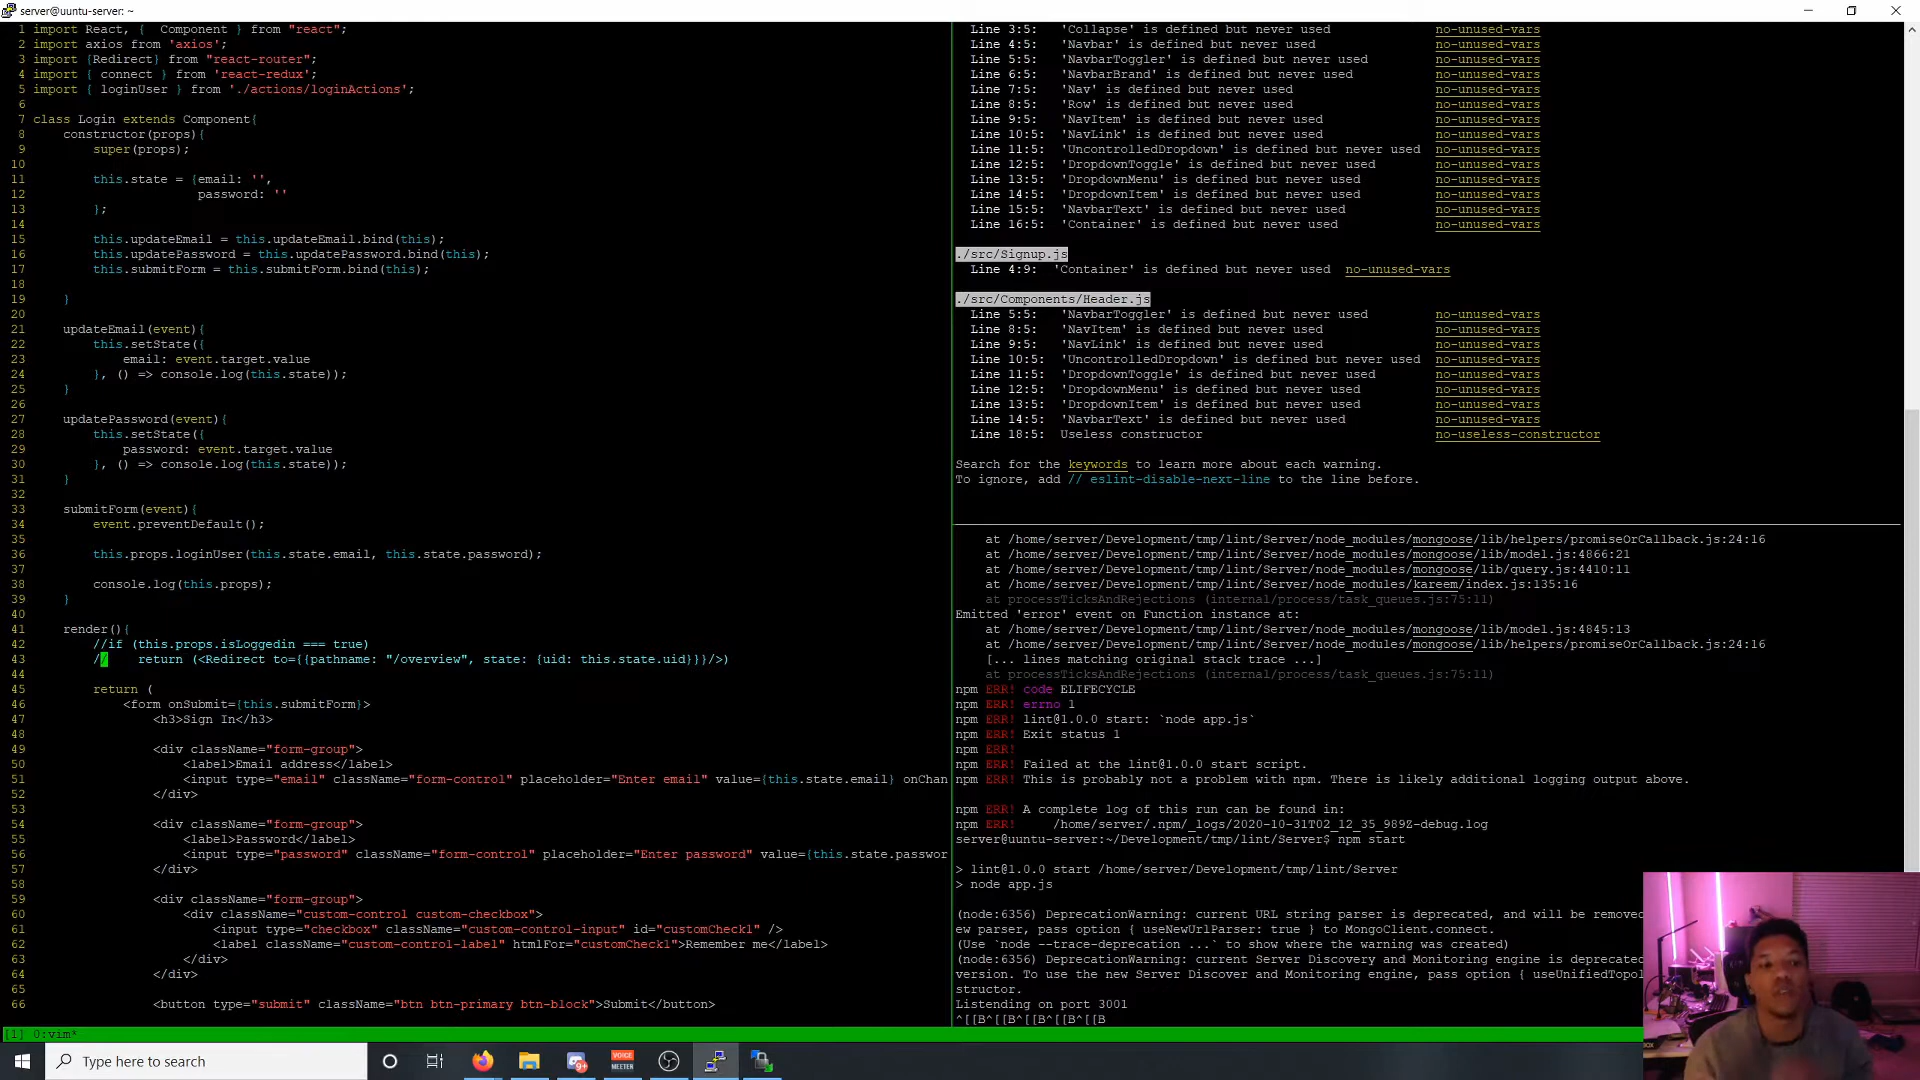 server@uuntu-server: ~
1 import React, {  Component } from "react";
2 import axios from 'axios';
3 import {Redirect} from "react-router";
4 import { connect } from 'react-redux';
5 import { loginUser } from './actions/loginActions';
6
7 class Login extends Component{
8     constructor(props){
9         super(props);
10
11         this.state = {email: '',
12                       password: ''
13         };
14
15         this.updateEmail = this.updateEmail.bind(this);
16         this.updatePassword = this.updatePassword.bind(this);
17         this.submitForm = this.submitForm.bind(this);
18
19     }
20
21     updateEmail(event){
22         this.setState({
23             email: event.target.value
24         }, () => console.log(this.state));
25     }
26
27     updatePassword(event){
28         this.setState({
29             password: event.target.value
30         }, () => console.log(this.state));
31     }
32
33     submitForm(event){
34         event.preventDefault();
35
36         this.props.loginUser(this.state.email, this.state.password);
37
38         console.log(this.props);
39     }
40
41     render(){
42         //if (this.props.isLoggedin === true)
43         //    return (<Redirect to={{pathname: "/overview", state: {uid: this.state.uid}}}/>)
44
45         return (
46             <form onSubmit={this.submitForm}>
47                 <h3>Sign In</h3>
48
49                 <div className="form-group">
50                     <label>Email address</label>
51                     <input type="email" className="form-control" placeholder="Enter email" value={this.state.email} onChan
52                 </div>
53
54                 <div className="form-group">
55                     <label>Password</label>
56                     <input type="password" className="form-control" placeholder="Enter password" value={this.state.passwor
57                 </div>
58
59                 <div className="form-group">
60                     <div className="custom-control custom-checkbox">
61                         <input type="checkbox" className="custom-control-input" id="customCheck1" />
62                         <label className="custom-control-label" htmlFor="customCheck1">Remember me</label>
63                     </div>
64                 </div>
65
66                 <button type="submit" className="btn btn-primary btn-block">Submit</button>
Line 3:5:   'Collapse' is defined but never used   no-unused-vars
Line 4:5:   'Navbar' is defined but never used   no-unused-vars
Line 5:5:   'NavbarToggler' is defined but never used   no-unused-vars
Line 6:5:   'NavbarBrand' is defined but never used   no-unused-vars
Line 7:5:   'Nav' is defined but never used   no-unused-vars
Line 8:5:   'Row' is defined but never used   no-unused-vars
Line 9:5:   'NavItem' is defined but never used   no-unused-vars
Line 10:5:  'NavLink' is defined but never used   no-unused-vars
Line 11:5:  'UncontrolledDropdown' is defined but never used  no-unused-vars
Line 12:5:  'DropdownToggle' is defined but never used   no-unused-vars
Line 13:5:  'DropdownMenu' is defined but never used   no-unused-vars
Line 14:5:  'DropdownItem' is defined but never used   no-unused-vars
Line 15:5:  'NavbarText' is defined but never used   no-unused-vars
Line 16:5:  'Container' is defined but never used   no-unused-vars
./src/Signup.js
Line 4:9:  'Container' is defined but never used  no-unused-vars
./src/Components/Header.js
Line 5:5:   'NavbarToggler' is defined but never used   no-unused-vars
Line 8:5:   'NavItem' is defined but never used   no-unused-vars
Line 9:5:   'NavLink' is defined but never used   no-unused-vars
Line 10:5:  'UncontrolledDropdown' is defined but never used  no-unused-vars
Line 11:5:  'DropdownToggle' is defined but never used   no-unused-vars
Line 12:5:  'DropdownMenu' is defined but never used   no-unused-vars
Line 13:5:  'DropdownItem' is defined but never used   no-unused-vars
Line 14:5:  'NavbarText' is defined but never used   no-unused-vars
Line 18:5:  Useless constructor   no-useless-constructor
Search for the keywords to learn more about each warning.
To ignore, add // eslint-disable-next-line to the line before.
at /home/server/Development/tmp/lint/Server/node_modules/mongoose/lib/helpers/promiseOrCallback.js:24:16
at /home/server/Development/tmp/lint/Server/node_modules/mongoose/lib/model.js:4866:21
at /home/server/Development/tmp/lint/Server/node_modules/mongoose/lib/query.js:4410:11
at /home/server/Development/tmp/lint/Server/node_modules/kareem/index.js:135:16
at processTicksAndRejections (internal/process/task_queues.js:75:11)
Emitted 'error' event on Function instance at:
at /home/server/Development/tmp/lint/Server/node_modules/mongoose/lib/model.js:4845:13
at /home/server/Development/tmp/lint/Server/node_modules/mongoose/lib/helpers/promiseOrCallback.js:24:16
[... lines matching original stack trace ...]
at processTicksAndRejections (internal/process/task_queues.js:75:11)
npm ERR! code ELIFECYCLE
npm ERR! errno 1
npm ERR! lint@1.0.0 start: `node app.js`
npm ERR! Exit status 1
npm ERR!
npm ERR! Failed at the lint@1.0.0 start script.
npm ERR! This is probably not a problem with npm. There is likely additional logging output above.
npm ERR! A complete log of this run can be found in:
npm ERR!     /home/server/.npm/_logs/2020-10-31T02_12_35_989Z-debug.log
server@uuntu-server:~/Development/tmp/lint/Server$ npm start
> lint@1.0.0 start /home/server/Development/tmp/lint/Server
> node app.js
(node:6356) DeprecationWarning: current URL string parser is deprecated, and will be remove
ew parser, pass option { useNewUrlParser: true } to MongoClient.connect.
(Use `node --trace-deprecation ...` to show where the warning was created)
(node:6356) DeprecationWarning: current Server Discovery and Monitoring engine is deprecate
version. To use the new Server Discover and Monitoring engine, pass option { useUnifiedTopol
structor.
Listening on port 3001
^[[B^[[B^[[B^[[B^[[B
[1] 0:vim*
Type here to search
VOICE
MEETER